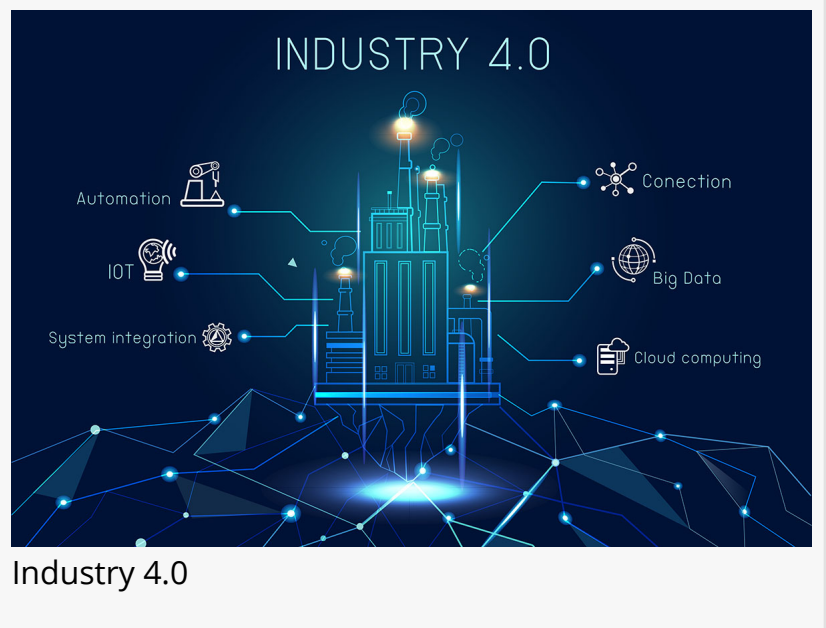 INDUSTRY 4.0
Automation
Conection
IOT
Big Data
System integration
Cloud computing
Industry 4.0